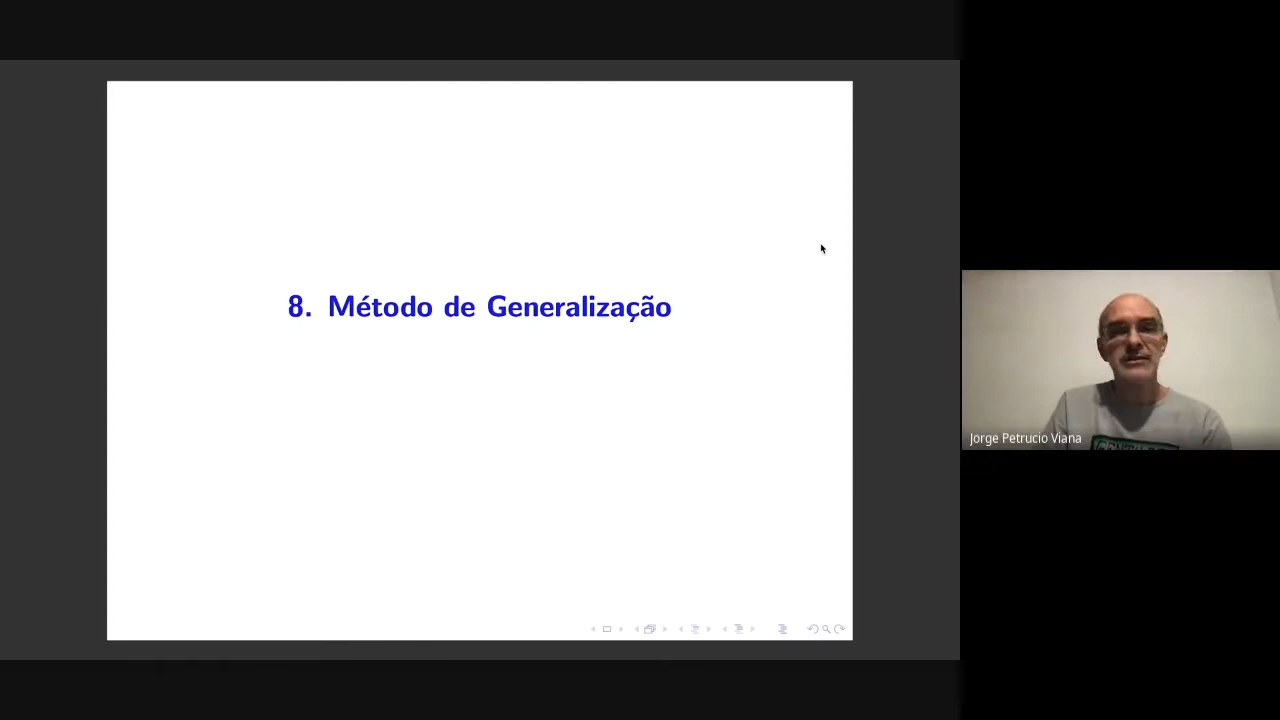 8. Método de Generalização
Jorge Petrucio Viana